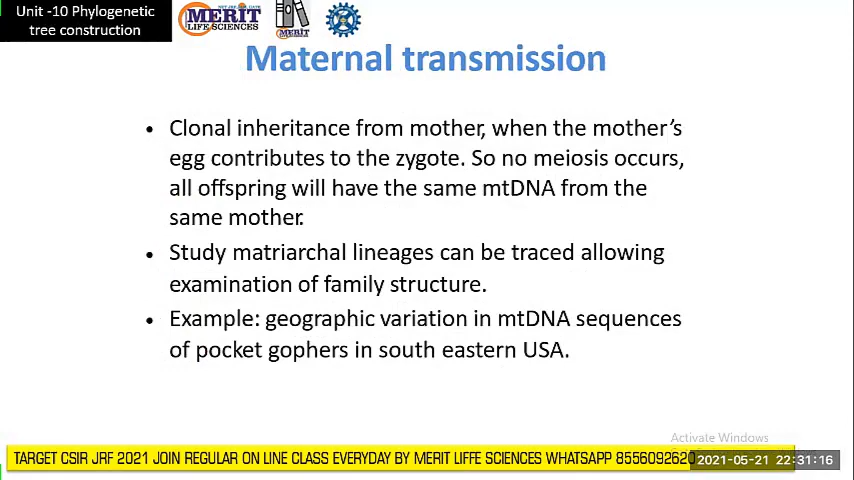 Unit -10 Phylogenetic
tree construction
MERIT
LIFE SCIENCES
MERIT
Maternal transmission
• Clonal inheritance from mother, when the mother's
egg contributes to the zygote. So no meiosis occurs,
all offspring will have the same mtDNA from the
same mother.
• Study matriarchal lineages can be traced allowing
examination of family structure.
• Example: geographic variation in mtDNA sequences
of pocket gophers in south eastern USA.
Activate Windows
TARGET CSIR JRF 2021 JOIN REGULAR ON LINE CLASS EVERYDAY BY MERIT LIFFE SCIENCES WHATSAPP 8556092620
2021-05-21 22:31:16